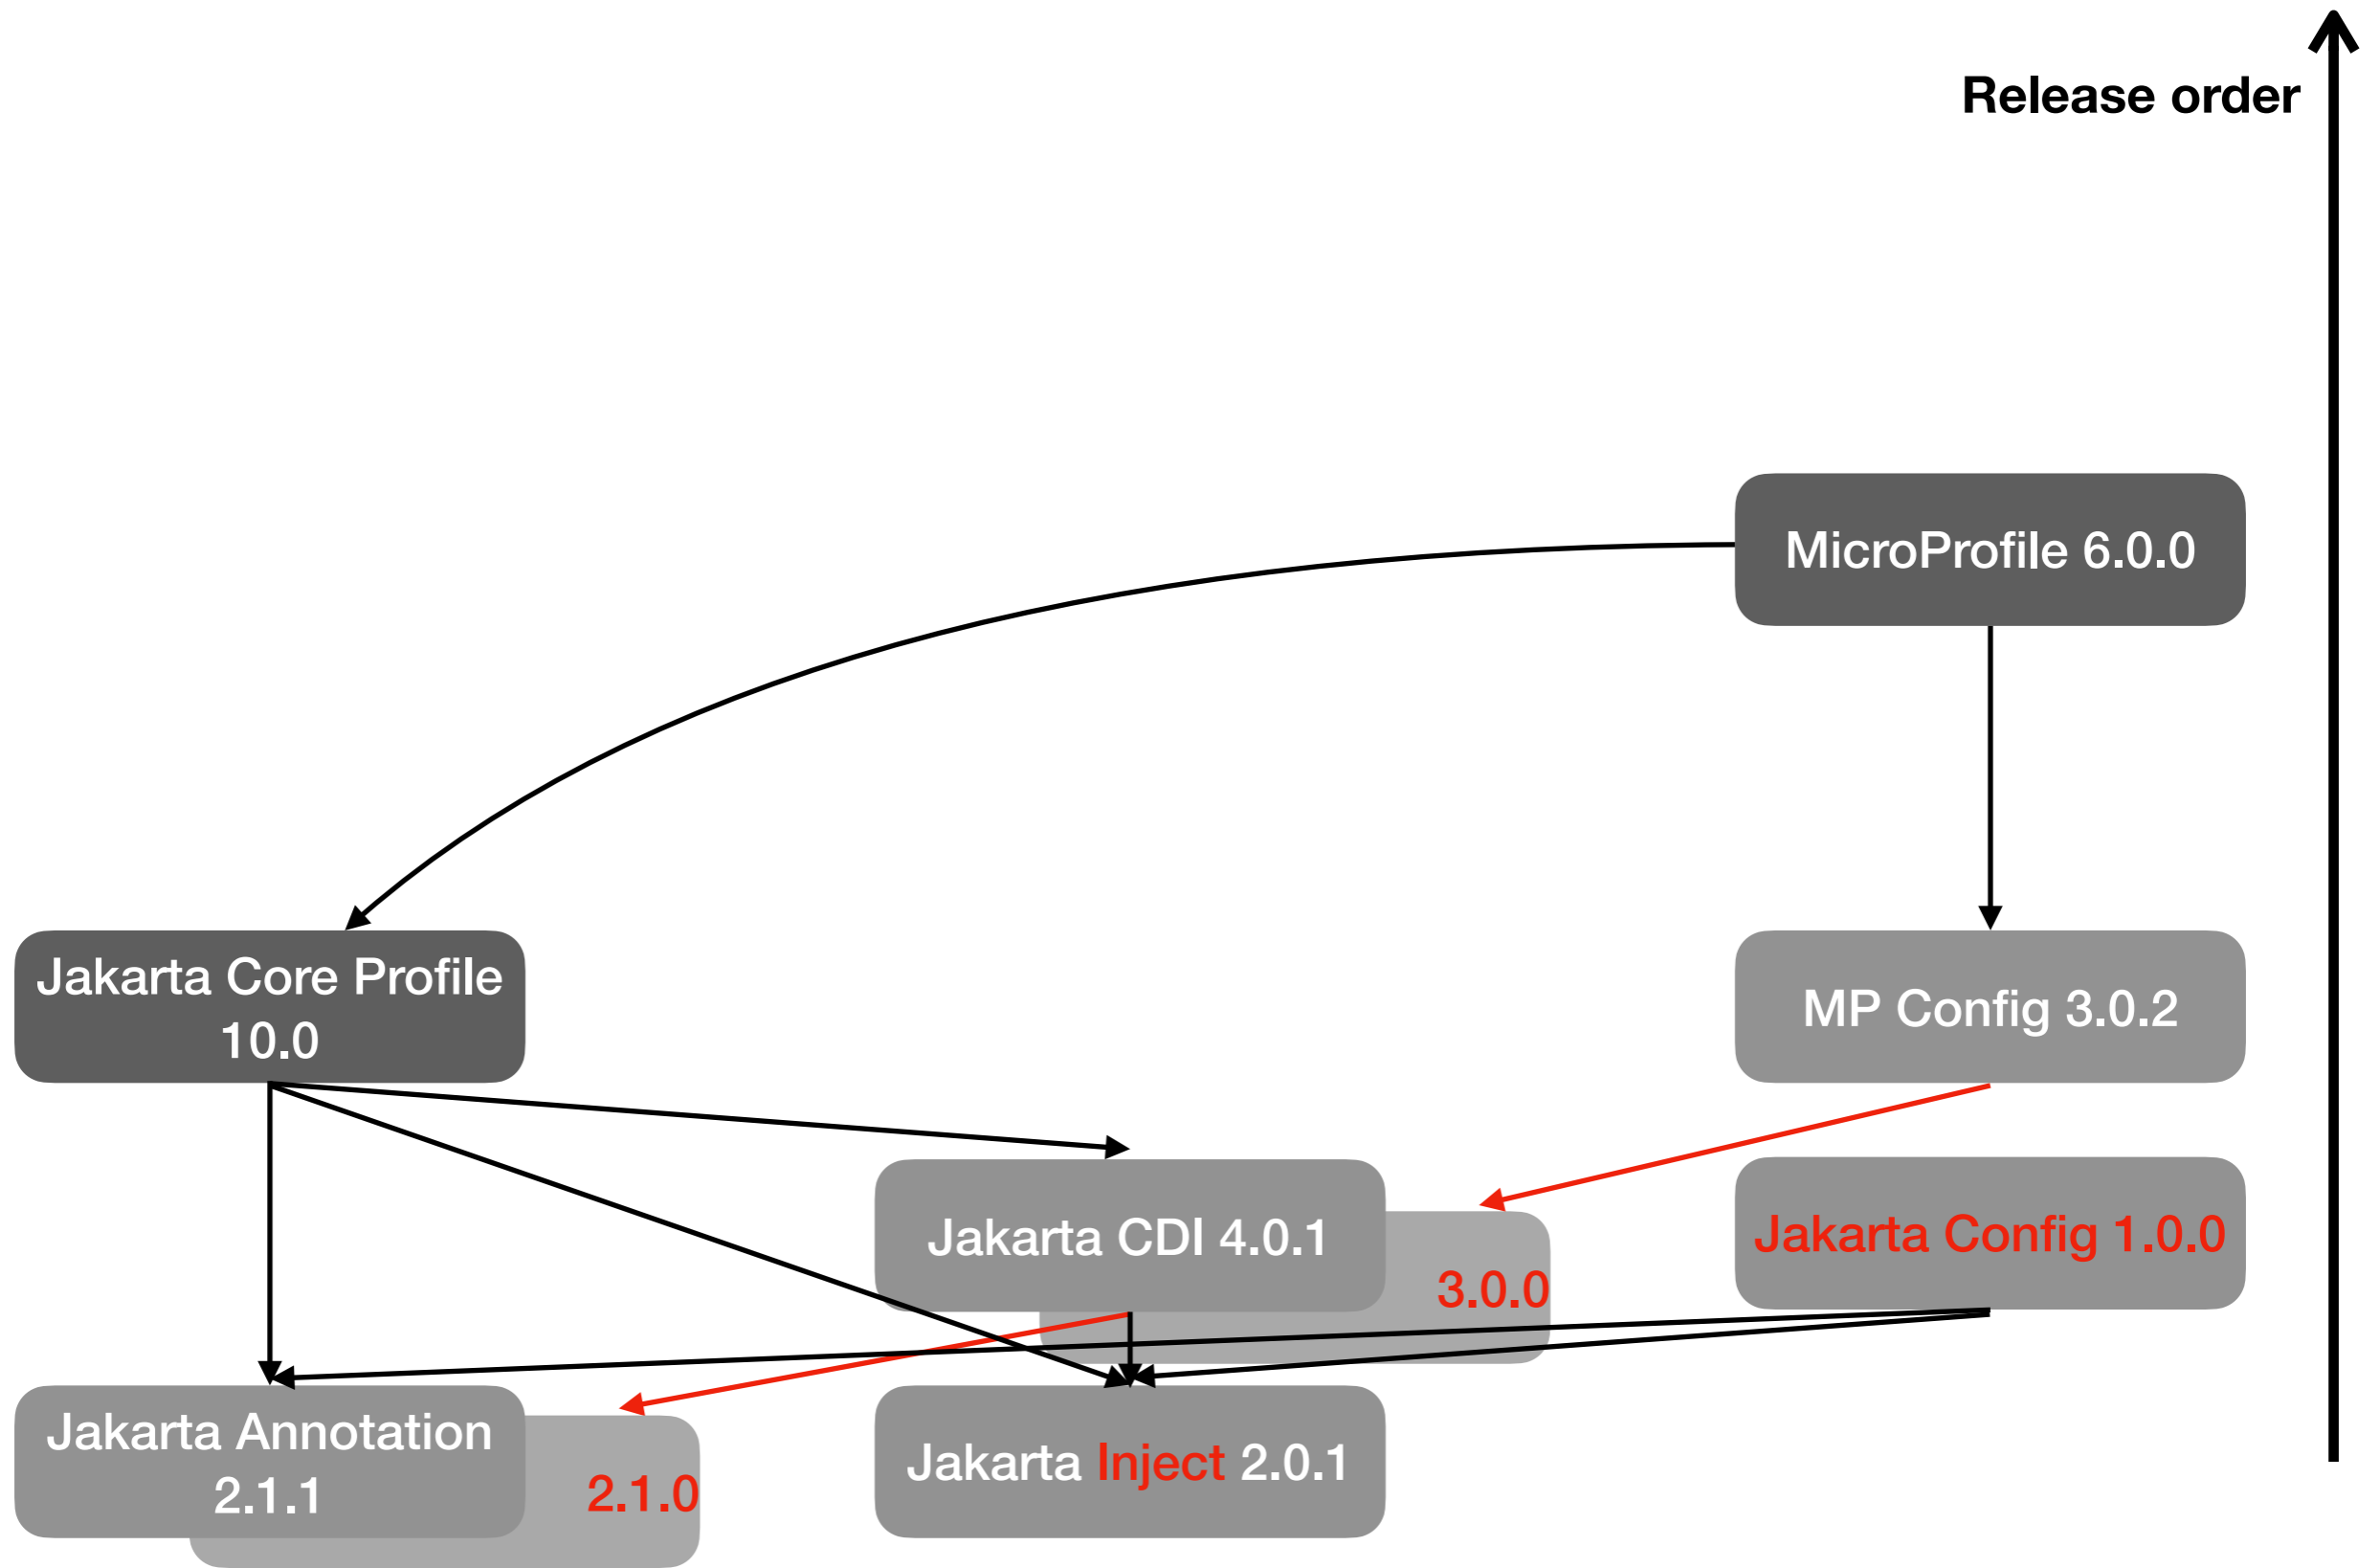 Release order
MicroProfile 6.0.0
Jakarta Core Profile
10.0
MP Config 3.0.2
Jakarta CDI 4.0.1
3.0.0
Jakarta Config 1.0.0
Jakarta Annotation
2.1.1
2.1.0
Jakarta Inject 2.0.1